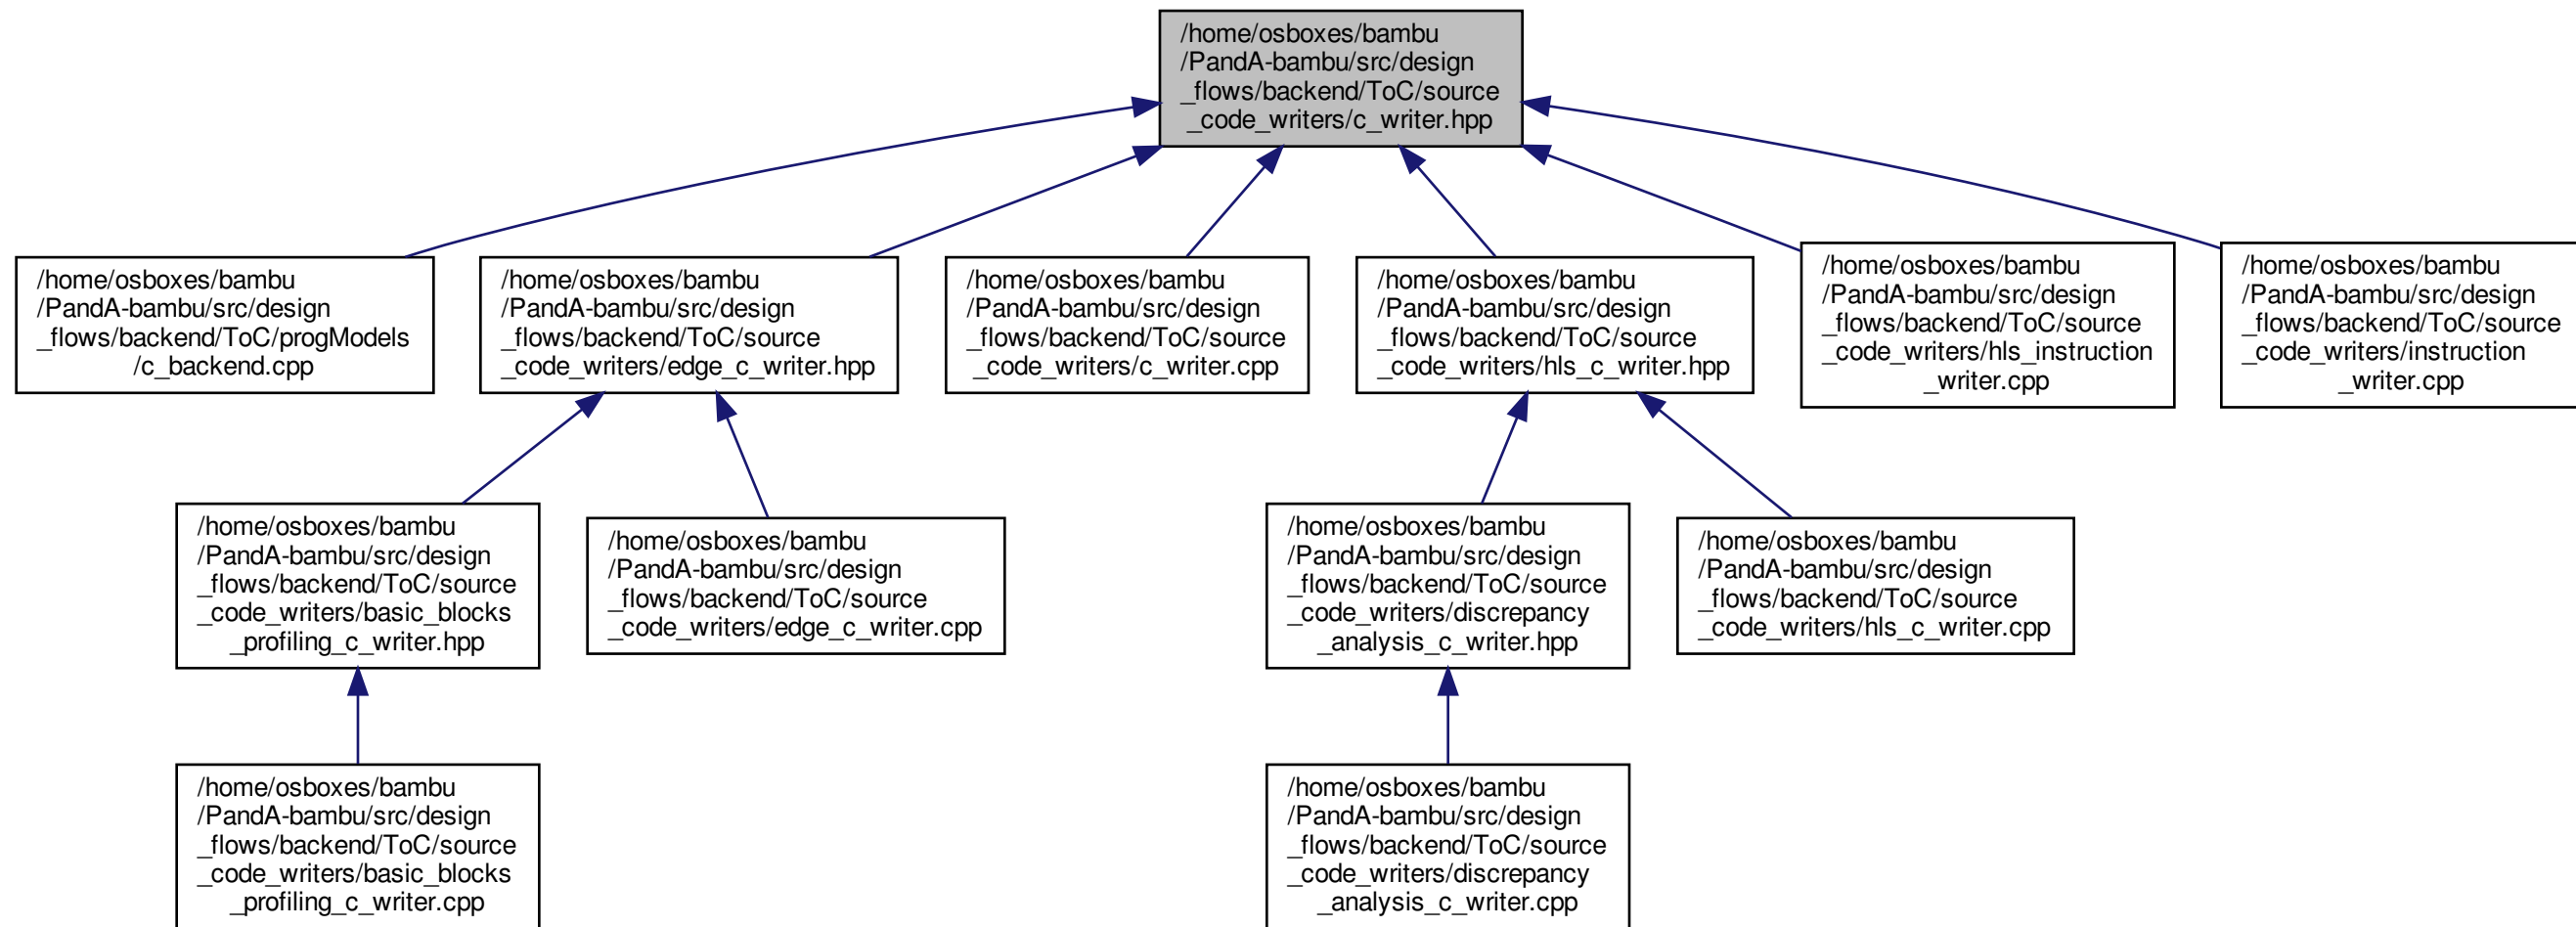 /home/osboxes/bambu
/PandA-bambu/src/design
_flows/backend/ToC/source
_code_writers/c_writer.hpp
/home/osboxes/bambu
/PandA-bambu/src/design
_flows/backend/ToC/progModels
/c_backend.cpp
/home/osboxes/bambu
/PandA-bambu/src/design
_flows/backend/ToC/source
_code_writers/edge_c_writer.hpp
/home/osboxes/bambu
/PandA-bambu/src/design
_flows/backend/ToC/source
_code_writers/c_writer.cpp
/home/osboxes/bambu
/PandA-bambu/src/design
_flows/backend/ToC/source
_code_writers/hls_c_writer.hpp
/home/osboxes/bambu
/PandA-bambu/src/design
_flows/backend/ToC/source
_code_writers/hls_instruction
_writer.cpp
/home/osboxes/bambu
/PandA-bambu/src/design
_flows/backend/ToC/source
_code_writers/instruction
_writer.cpp
/home/osboxes/bambu
/PandA-bambu/src/design
_flows/backend/ToC/source
_code_writers/basic_blocks
_profiling_c_writer.hpp
/home/osboxes/bambu
/PandA-bambu/src/design
_flows/backend/ToC/source
_code_writers/edge_c_writer.cpp
/home/osboxes/bambu
/PandA-bambu/src/design
_flows/backend/ToC/source
_code_writers/discrepancy
_analysis_c_writer.hpp
/home/osboxes/bambu
/PandA-bambu/src/design
_flows/backend/ToC/source
_code_writers/hls_c_writer.cpp
/home/osboxes/bambu
/PandA-bambu/src/design
_flows/backend/ToC/source
_code_writers/basic_blocks
_profiling_c_writer.cpp
/home/osboxes/bambu
/PandA-bambu/src/design
_flows/backend/ToC/source
_code_writers/discrepancy
_analysis_c_writer.cpp